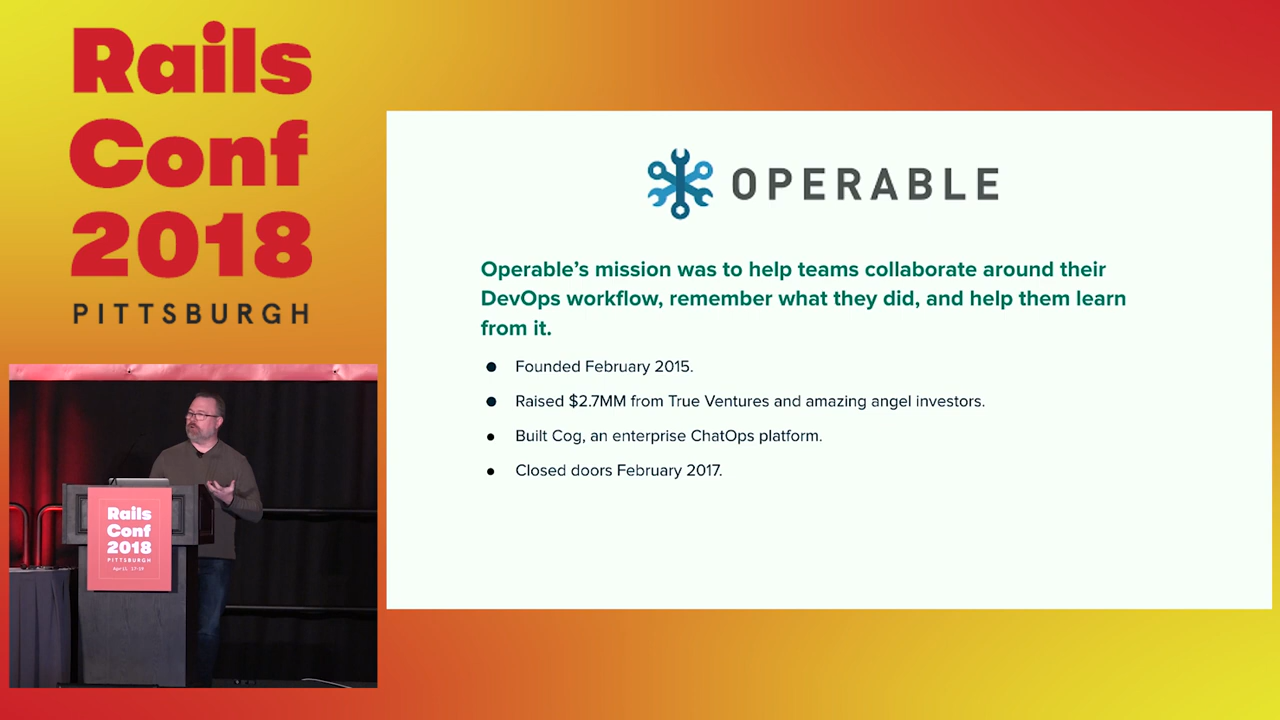 Rails
Conf
2018
PITTSBURGH
OPERABLE
Operable’s mission was to help teams collaborate around their
DevOps workflow, remember what they did, and help them learn
from it.
● Founded February 2015.
● Raised $2.7MM from True Ventures and amazing angel investors.
● Built Cog, an enterprise ChatOps platform.
● Closed doors February 2017.
Rails
Conf
2018
PITTSBURGH
April 17-19